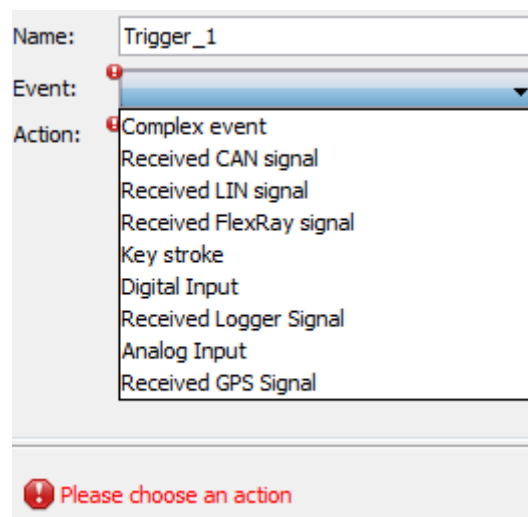 Name: Trigger_1
Event:
Action:
Complex event
Received CAN signal
Received LIN signal
Received FlexRay signal
Key stroke
Digital Input
Received Logger Signal
Analog Input
Received GPS Signal
Please choose an action